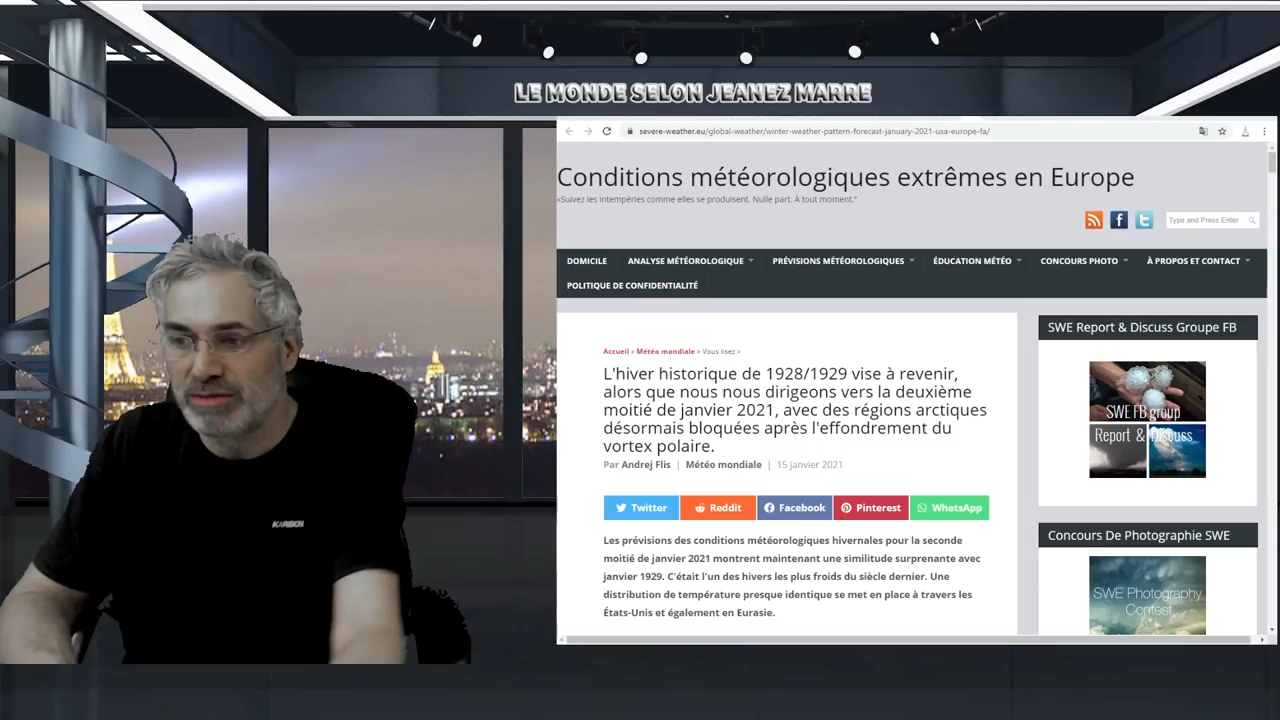 LE MONDE SELON JEANEZ MARRE
severe-weather.eu/global-weather/winter-weather-pattern-forecast-january-2021-usa-europe-fa/
Conditions météorologiques extrêmes en Europe
«Suivez les intempéries comme elles se produisent. Nulle part. À tout moment."
Type and Press Enter
DOMICILE ANALYSE MÉTÉOROLOGIQUE PRÉVISIONS MÉTÉOROLOGIQUES ÉDUCATION MÉTÉO CONCOURS PHOTO À PROPOS ET CONTACT
POLITIQUE DE CONFIDENTIALITÉ
Accueil » Météo mondiale » Vous lisez »
L'hiver historique de 1928/1929 vise à revenir,
alors que nous nous dirigeons vers la deuxième
moitié de janvier 2021, avec des régions arctiques
désormais bloquées après l'effondrement du
vortex polaire.
Par Andrej Flis | Météo mondiale | 15 janvier 2021
Twitter Reddit Facebook Pinterest WhatsApp
Les prévisions des conditions météorologiques hivernales pour la seconde
moitié de janvier 2021 montrent maintenant une similitude surprenante avec
janvier 1929. C'était l'un des hivers les plus froids du siècle dernier. Une
distribution de température presque identique se met en place à travers les
États-Unis et également en Eurasie.
SWE Report & Discuss Groupe FB
SWE FB group
Report & Discuss
Concours De Photographie SWE
SWE Photography
Contest
KARBON